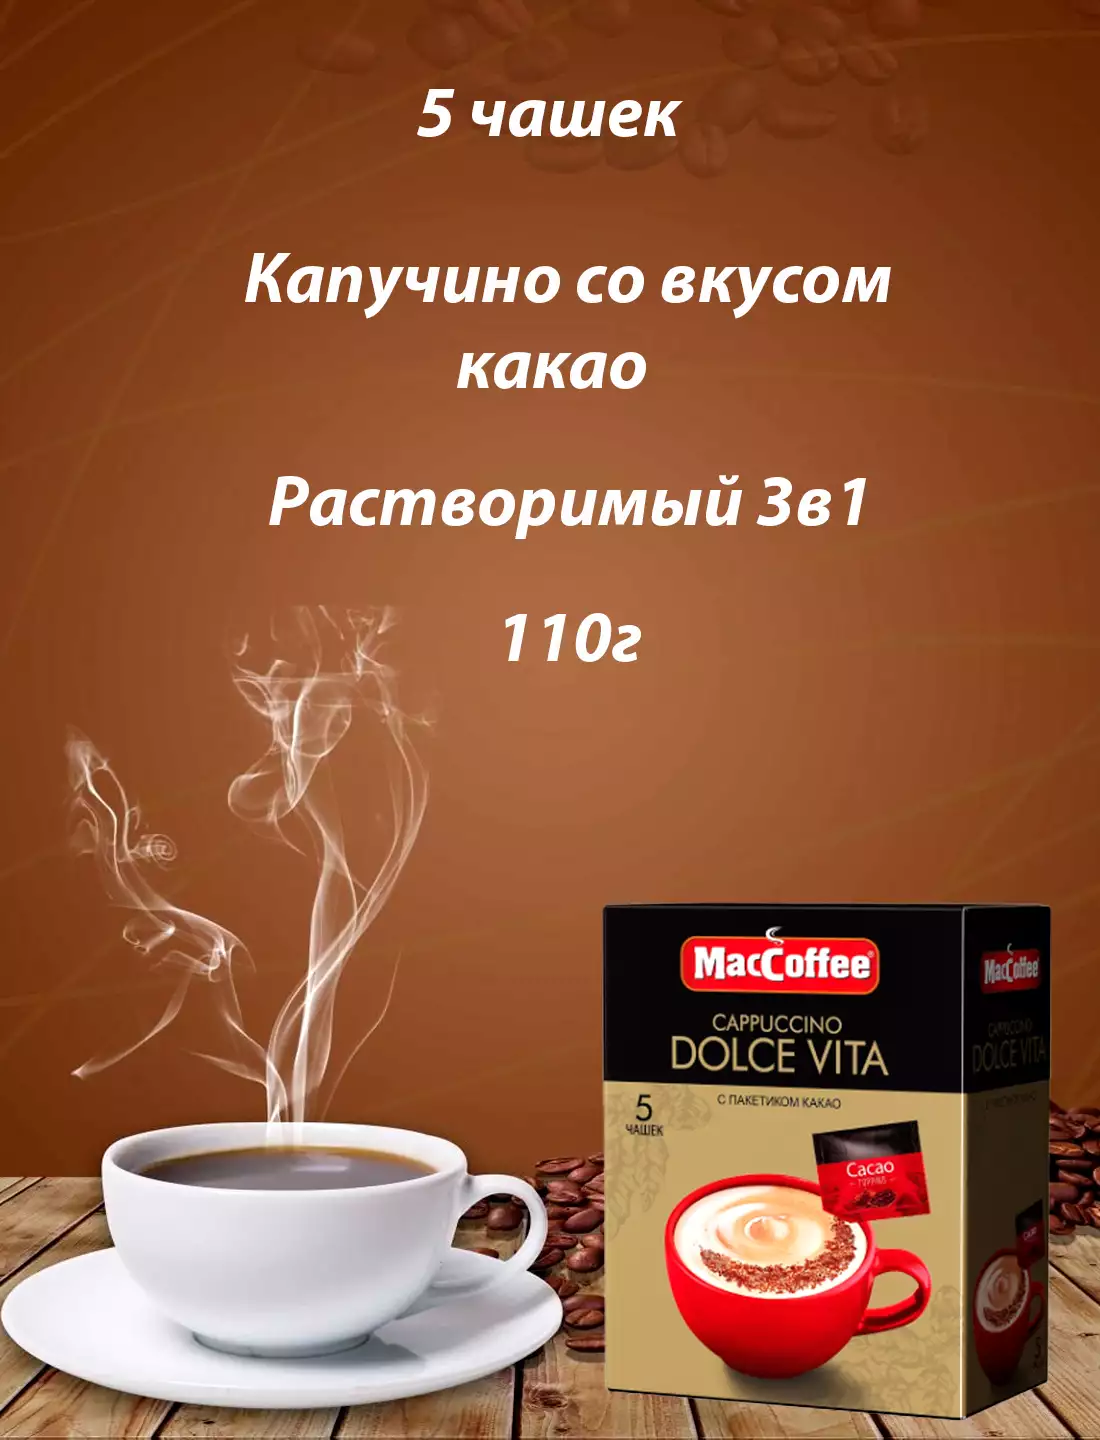 5 чашек
Капучино со вкусом
какао
Растворимый 3в1
110г
MacCoffee
CAPPUCCINO
DOLCE VITA
С ПАКЕТИКОМ КАКАО
5
ЧАШЕК
Cacao
MacCoffee
CAPPUCCINO
DOLCE VITA